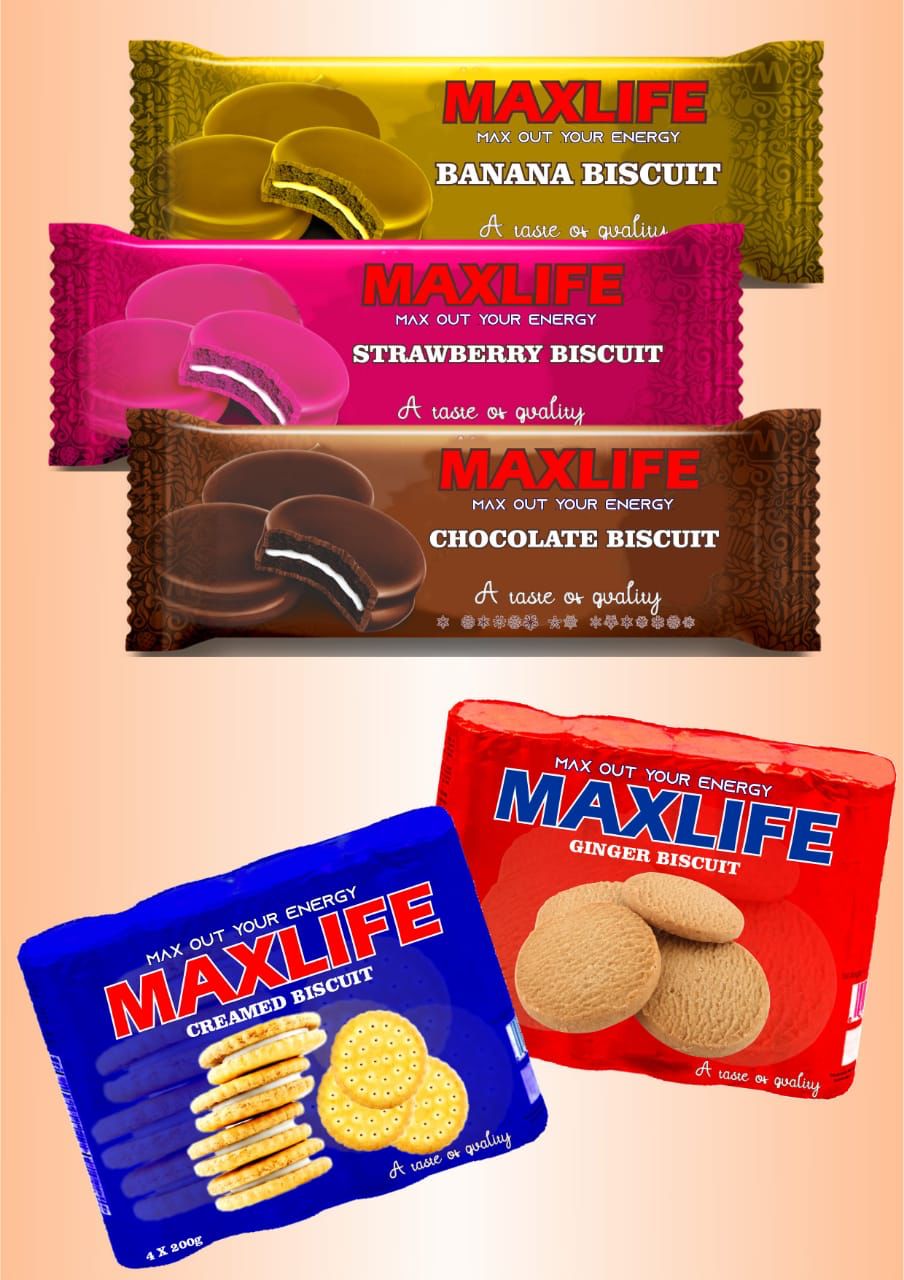 MAXLIFE
MAX OUT YOUR ENERGY
BANANA BISCUIT
A taste of quality
MAXLIFE
MAX OUT YOUR ENERGY
STRAWBERRY BISCUIT
A taste of quality
MAXLIFE
MAX OUT YOUR ENERGY
CHOCOLATE BISCUIT
A taste of quality
MAX OUT YOUR ENERGY
MAXLIFE
GINGER BISCUIT
A taste of quality
MAX OUT YOUR ENERGY
MAXLIFE
CREAMED BISCUIT
A taste of quality
4 X 200g